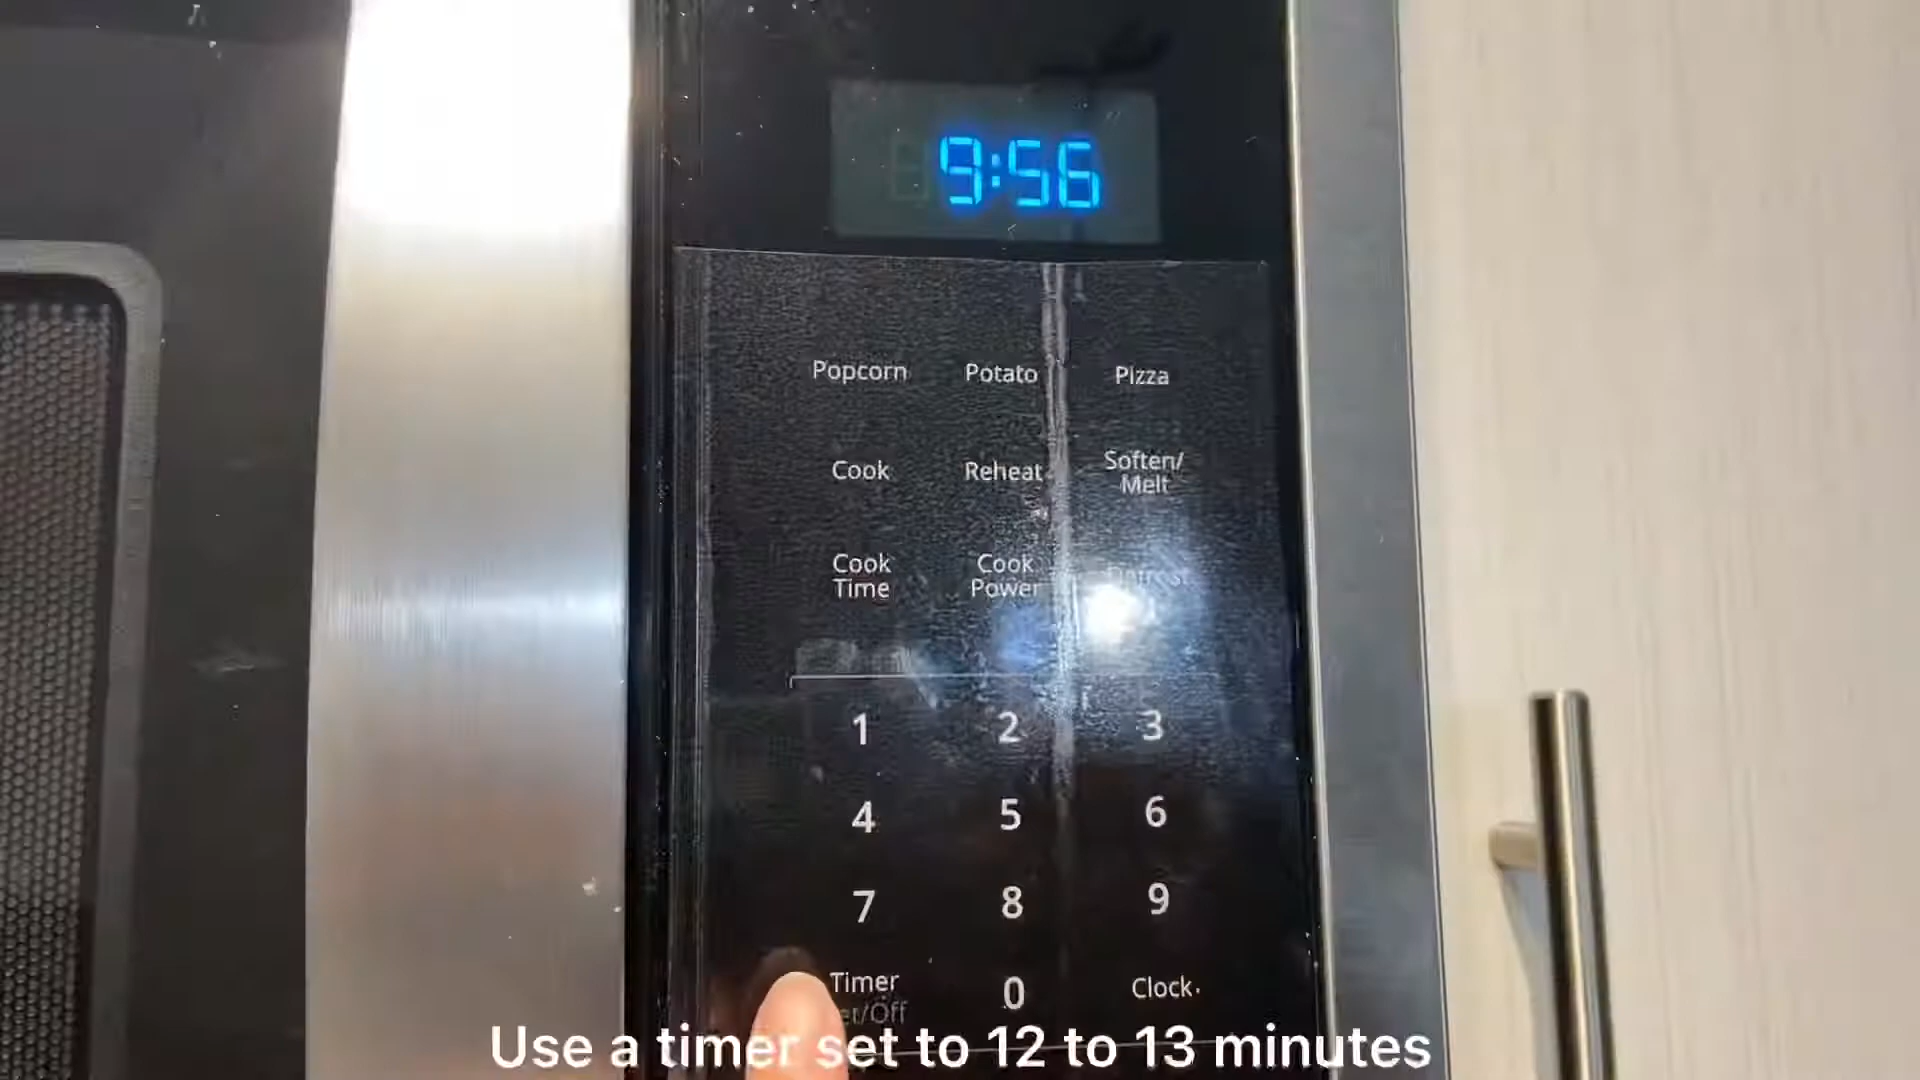 9:56
Popcorn Potato Pizza
Cook Reheat Soften/
Melt
Cook Cook
Time Power
1 2 3
4 5 6
7 8 9
Timer 0 Clock
Use a timer set to 12 to 13 minutes